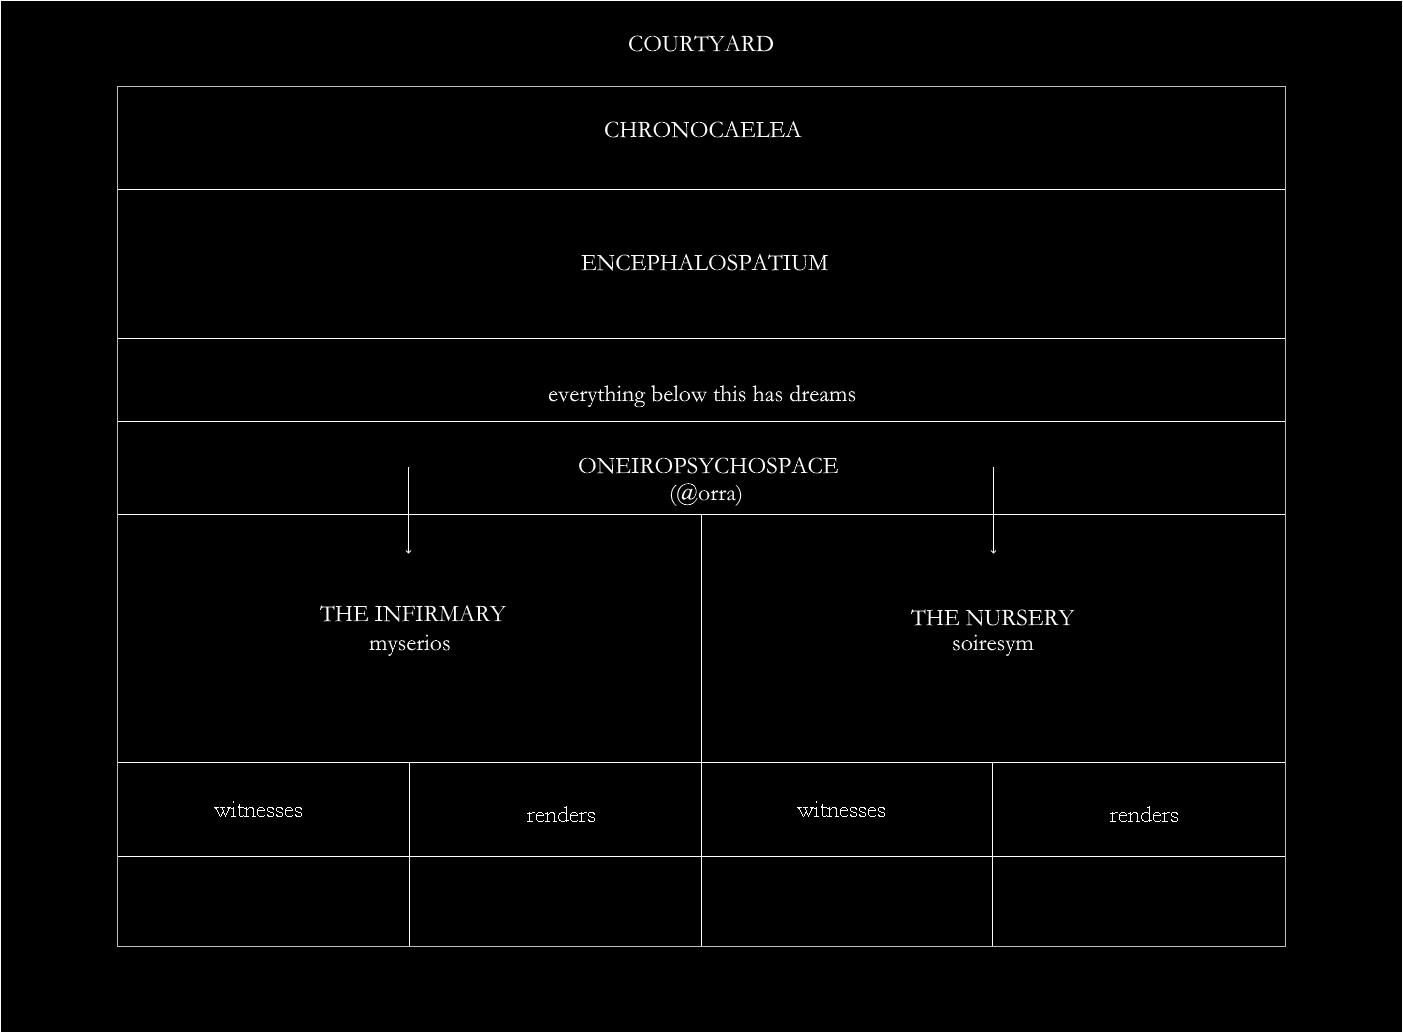 COURTYARD
CHRONOCAELEA
ENCEPHALOSPATIUM
everything below this has dreams
ONEIROPSYCHOSPACE
(@orra)
THE INFIRMARY
myserios
THE NURSERY
soiresym
witnesses
renders
witnesses
renders